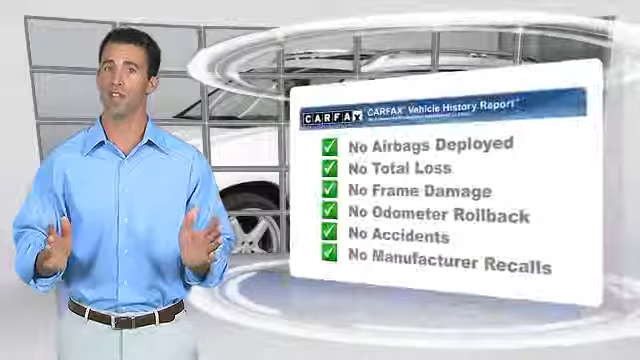 CARFAX CARFAX Vehicle History Report™
No Airbags Deployed
No Total Loss
No Frame Damage
No Odometer Rollback
No Accidents
No Manufacturer Recalls